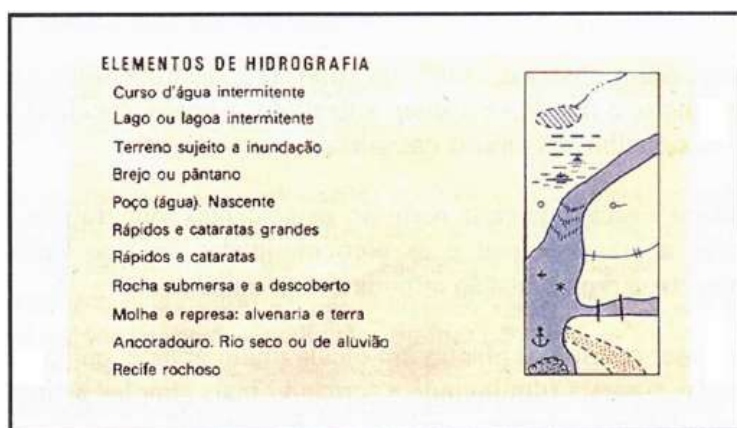 ELEMENTOS DE HIDROGRAFIA
Curso d'água intermitente
Lago ou lagoa intermitente
Terreno sujeito a inundação
Brejo ou pântano
Poço (água). Nascente
Rápidos e cataratas grandes
Rápidos e cataratas
Rocha submersa e a descoberto
Molhe e represa: alvenaria e terra
Ancoradouro. Rio seco ou de aluvião
Recife rochoso